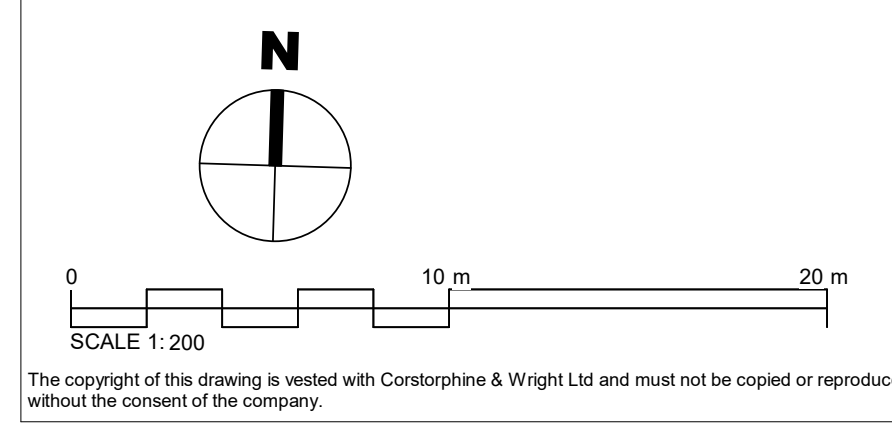 N
0 10 m 20 m
SCALE 1: 200
The copyright of this drawing is vested with Corstorphine & Wright Ltd and must not be copied or reproduce
without the consent of the company.